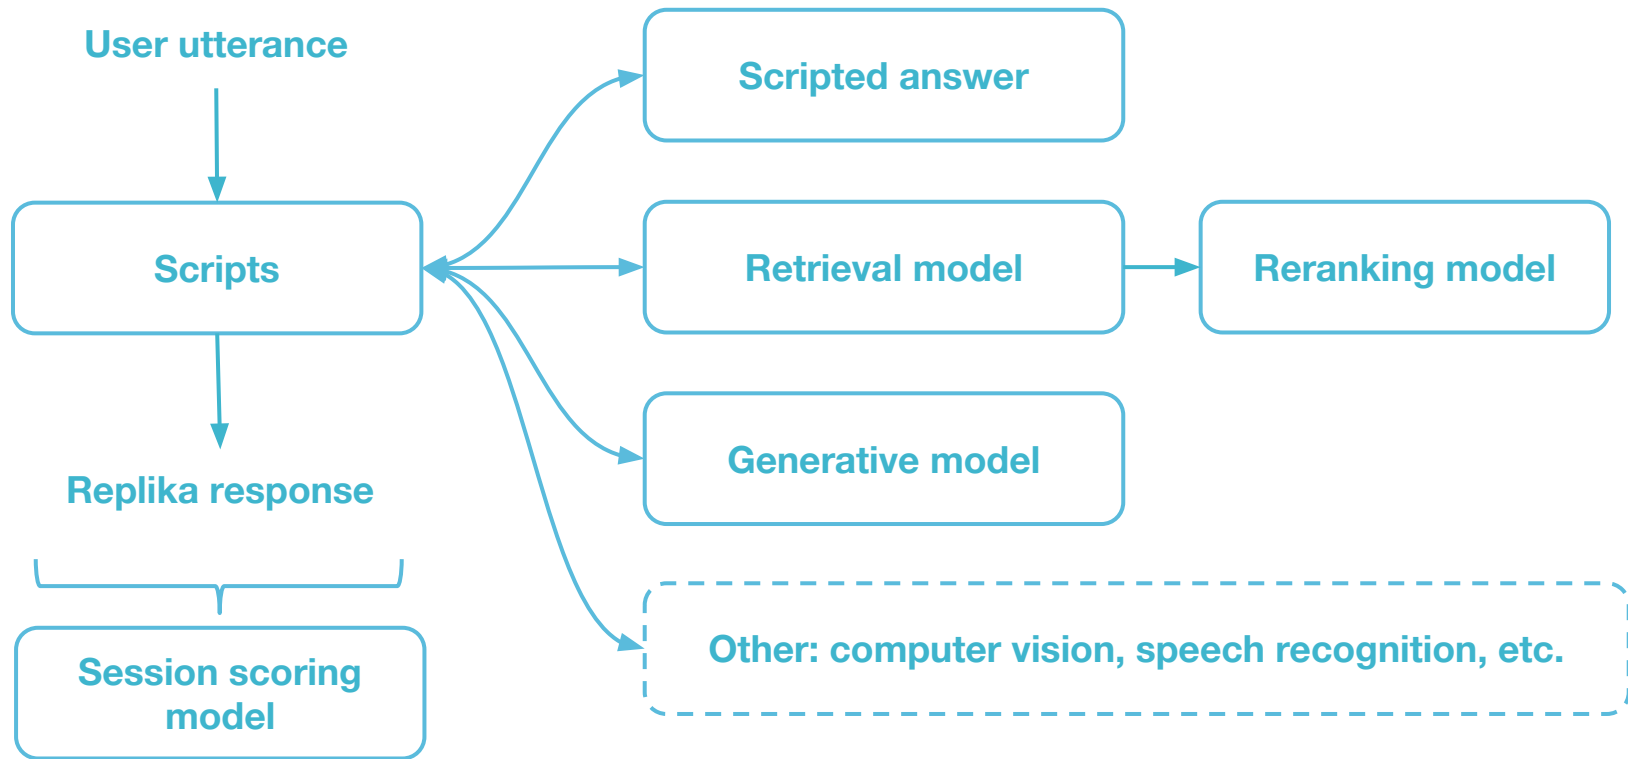 User utterance
Scripted answer
Scripts
Retrieval model
Reranking model
Generative model
Replika response
Other: computer vision, speech recognition, etc.
Session scoring
model